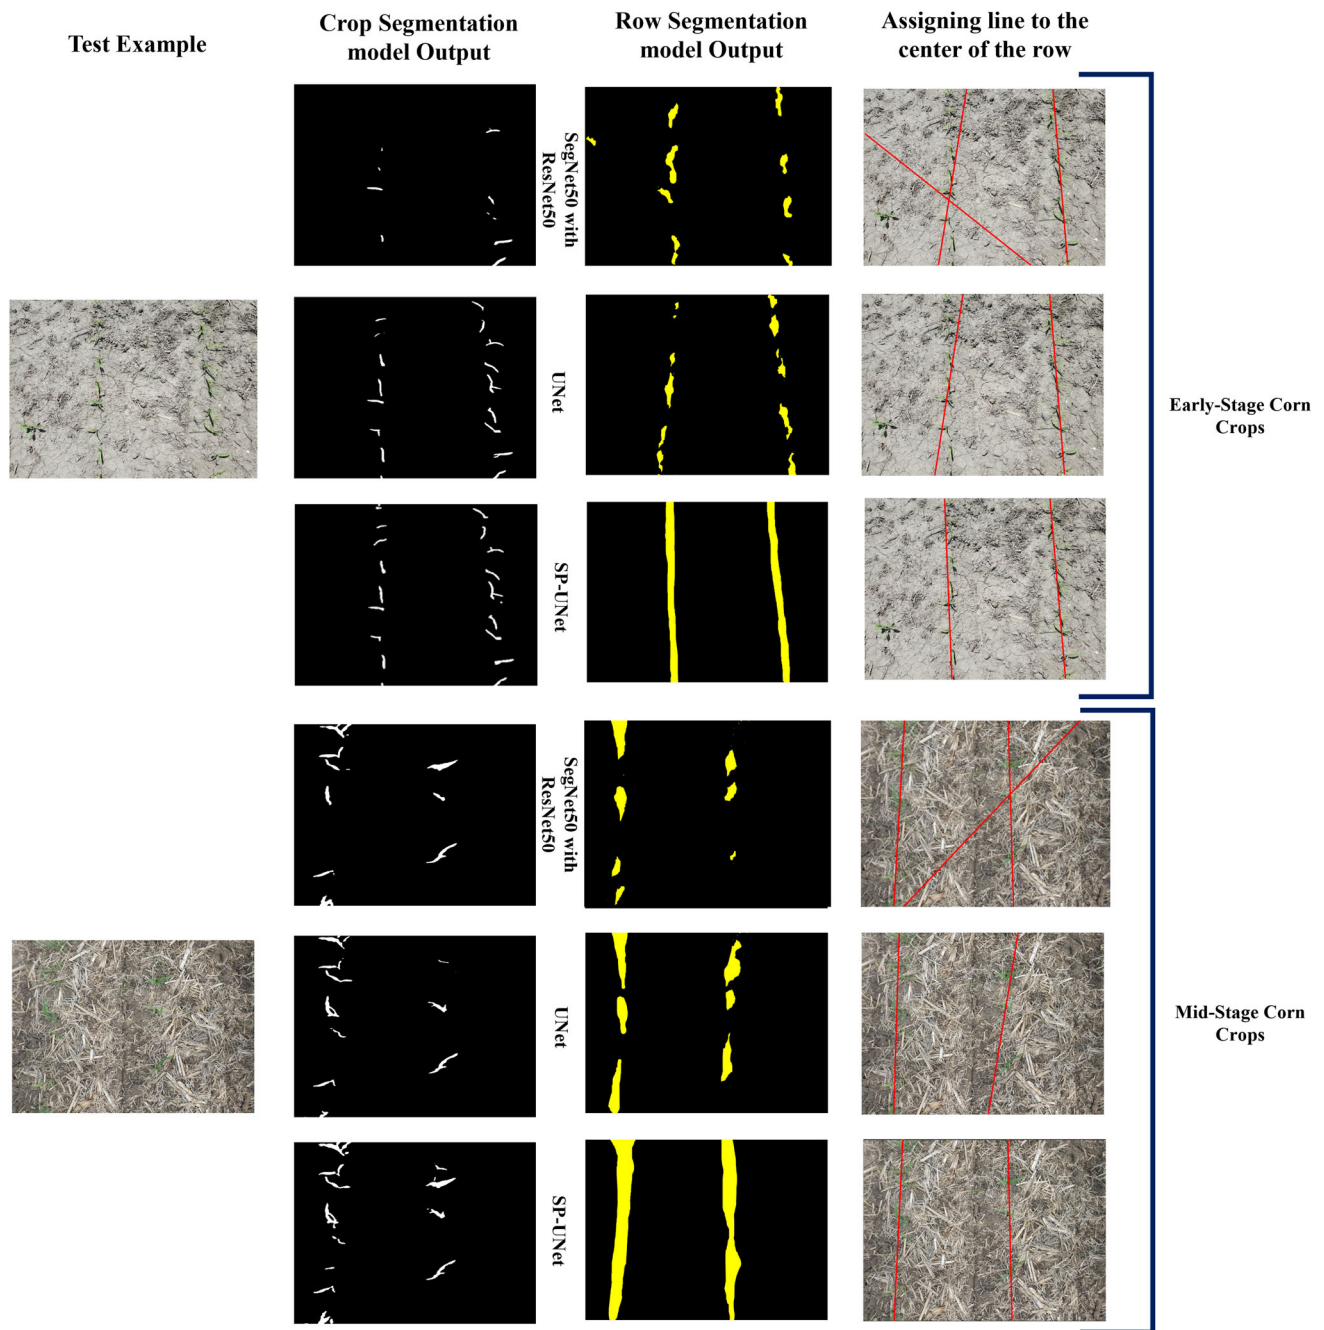 Test Example
Crop Segmentation
model Output
Row Segmentation
model Output
Assigning line to the
center of the row
SegNet50 with
ResNet50
UNet
SP-UNet
Early-Stage Corn
Crops
SegNet50 with
ResNet50
UNet
SP-UNet
Mid-Stage Corn
Crops